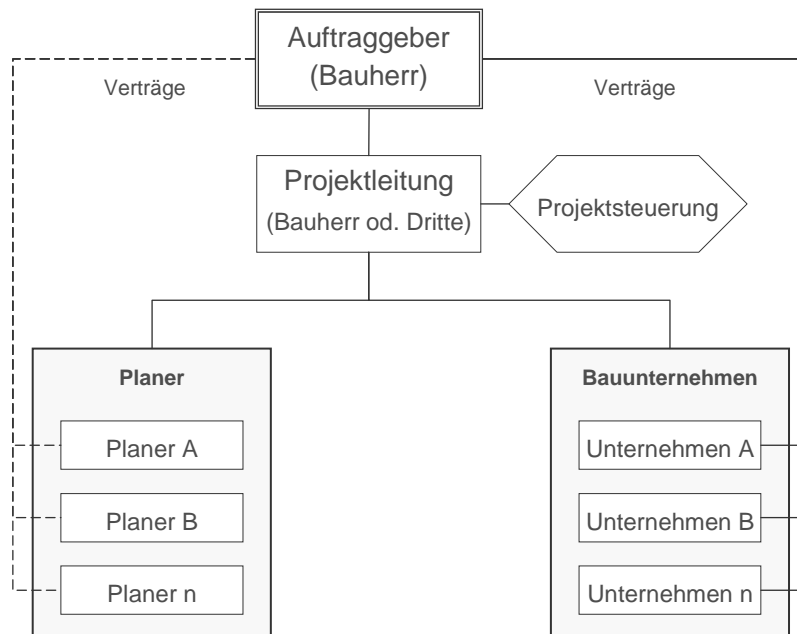 Auftraggeber
(Bauherr)
Verträge
Verträge
Projektleitung
(Bauherr od. Dritte)
Projektsteuerung
Planer
Planer A
Planer B
Planer n
Bauunternehmen
Unternehmen A
Unternehmen B
Unternehmen n